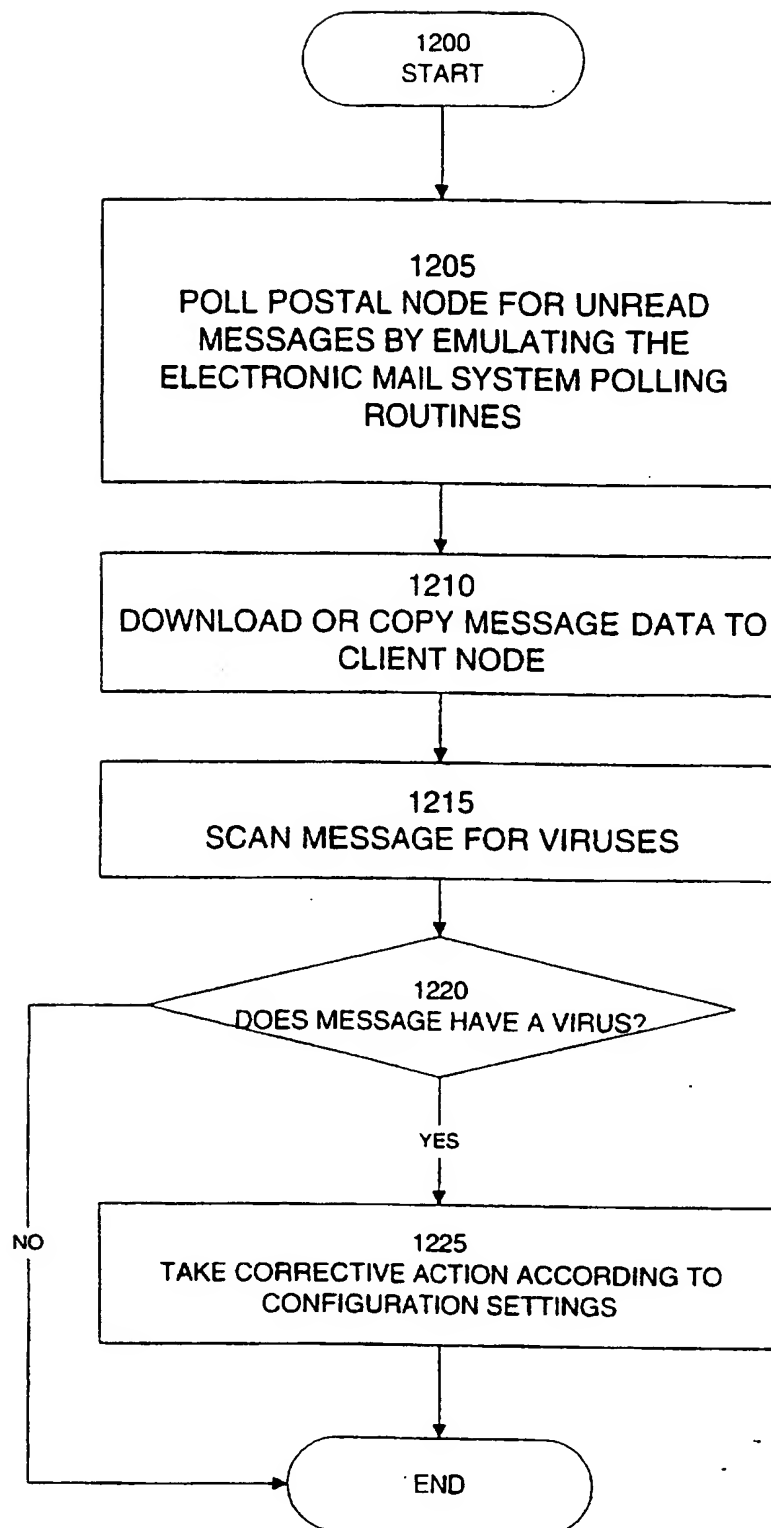 1200
START
1205
POLL POSTAL NODE FOR UNREAD
MESSAGES BY EMULATING THE
ELECTRONIC MAIL SYSTEM POLLING
ROUTINES
1210
DOWNLOAD OR COPY MESSAGE DATA TO
CLIENT NODE
1215
SCAN MESSAGE FOR VIRUSES
1220
DOES MESSAGE HAVE A VIRUS?
YES
NO
1225
TAKE CORRECTIVE ACTION ACCORDING TO
CONFIGURATION SETTINGS
END